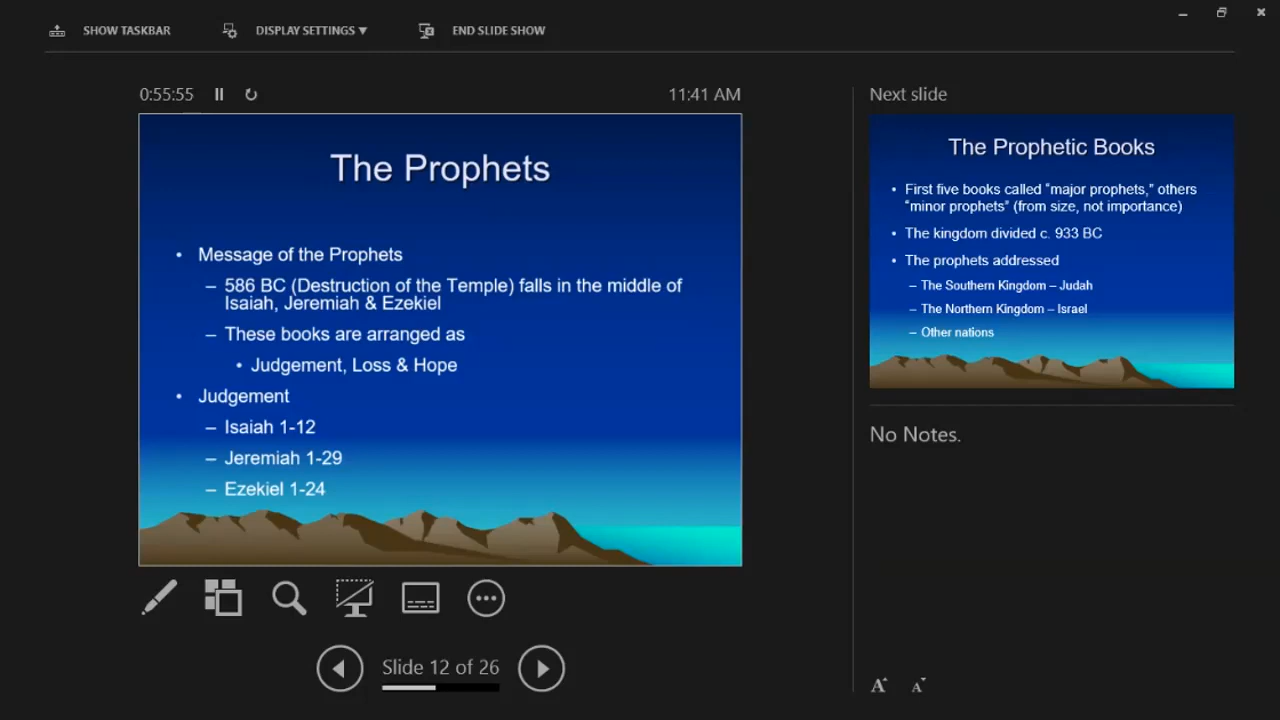 SHOW TASKBAR
DISPLAY SETTINGS ▼
END SLIDE SHOW
0:55:55
11:41 AM
The Prophets
• Message of the Prophets
– 586 BC (Destruction of the Temple) falls in the middle of
Isaiah, Jeremiah & Ezekiel
– These books are arranged as
• Judgement, Loss & Hope
• Judgement
– Isaiah 1-12
– Jeremiah 1-29
– Ezekiel 1-24
Slide 12 of 26
Next slide
The Prophetic Books
• First five books called “major prophets,” others
“minor prophets” (from size, not importance)
• The kingdom divided c. 933 BC
• The prophets addressed
– The Southern Kingdom – Judah
– The Northern Kingdom – Israel
– Other nations
No Notes.
A A